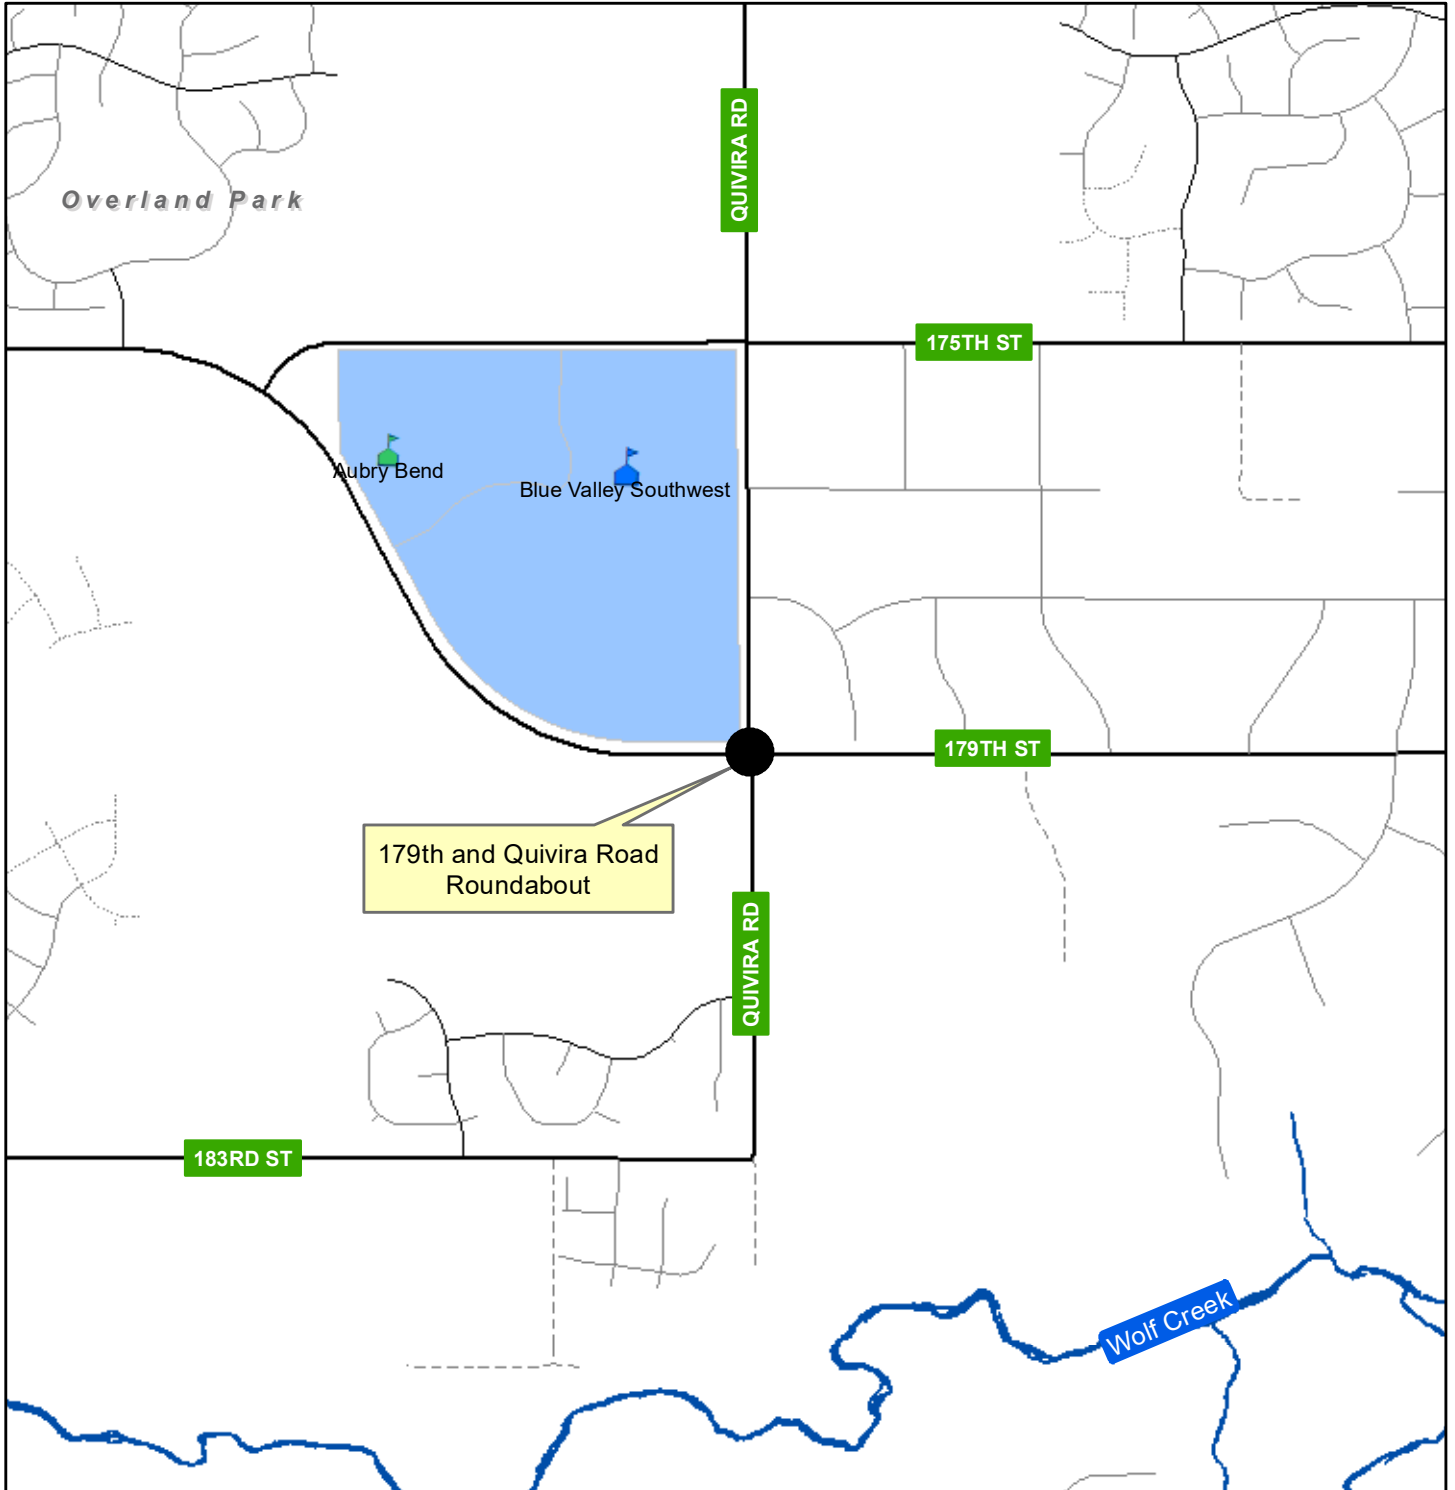 QUIVIRA RD
Overland Park
175TH ST
Aubry Bend
Blue Valley Southwest
179TH ST
179th and Quivira Road
Roundabout
QUIVIRA RD
183RD ST
Wolf Creek